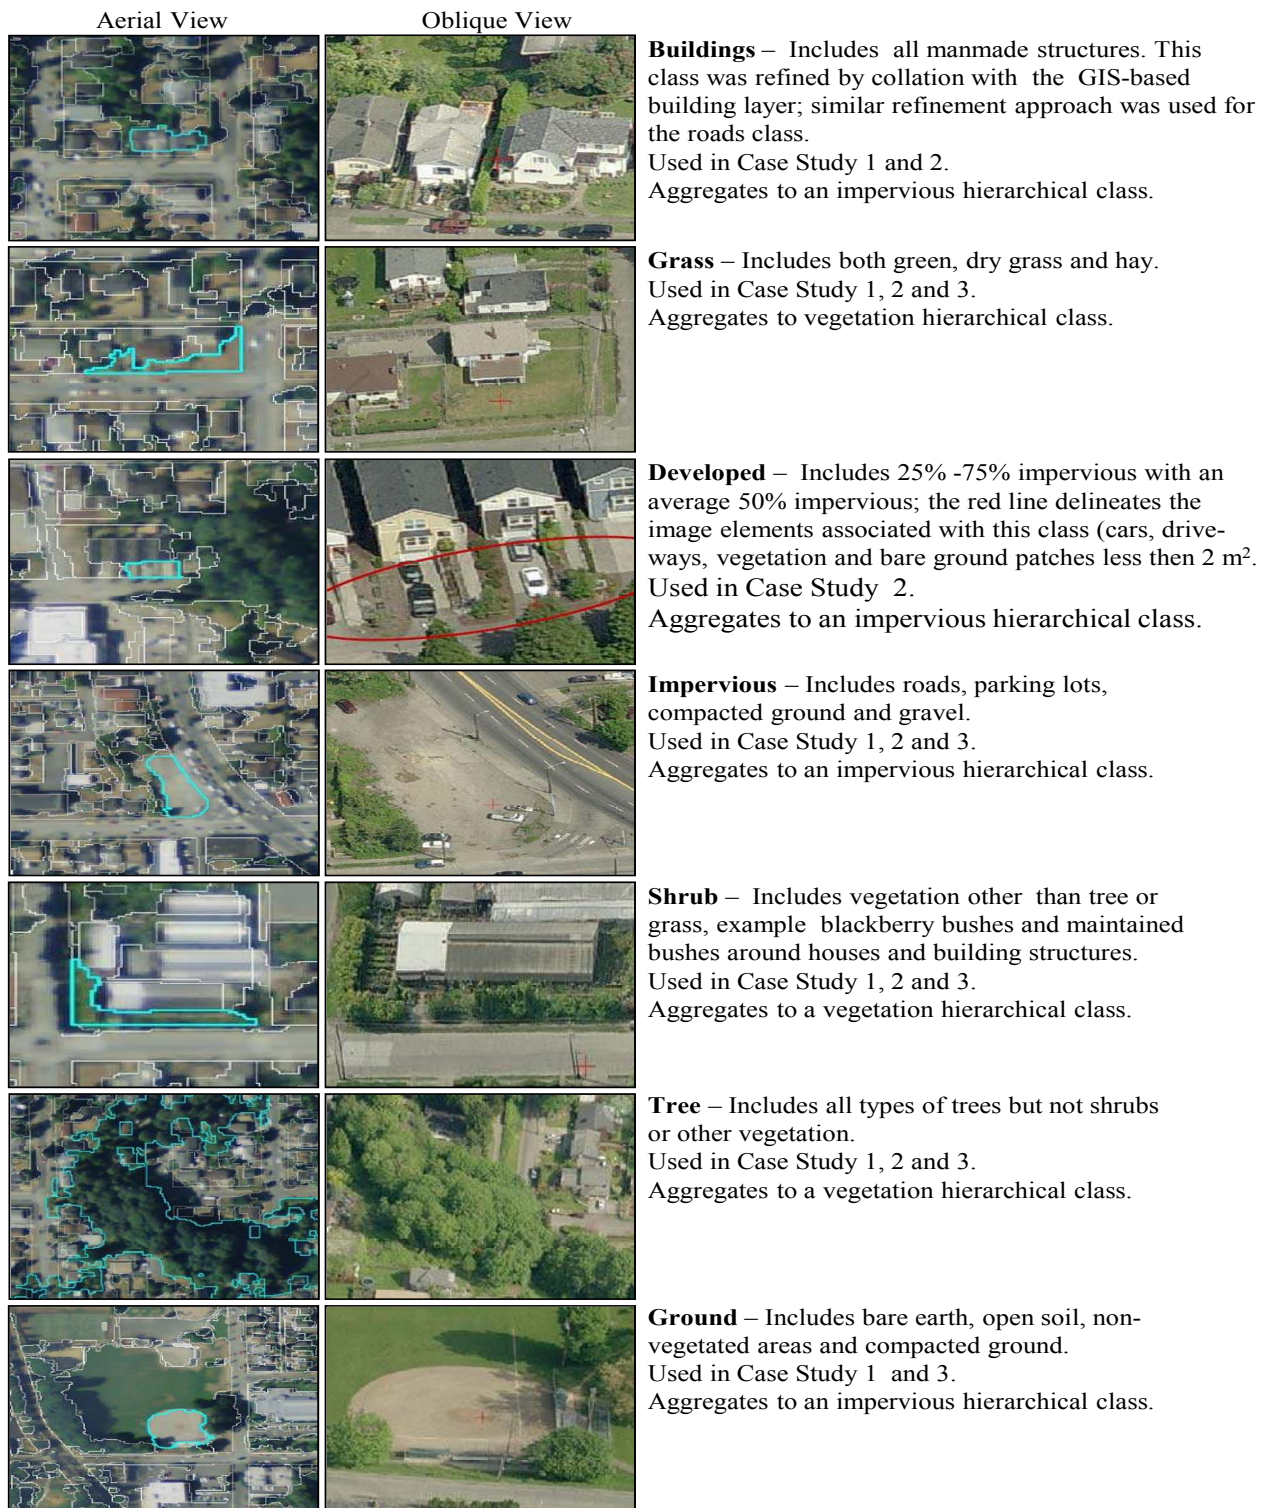 Aerial View
Oblique View
Buildings – Includes all manmade structures. This
class was refined by collation with the GIS-based
building layer; similar refinement approach was used for
the roads class.
Used in Case Study 1 and 2.
Aggregates to an impervious hierarchical class.
Grass – Includes both green, dry grass and hay.
Used in Case Study 1, 2 and 3.
Aggregates to vegetation hierarchical class.
Developed – Includes 25% -75% impervious with an
average 50% impervious; the red line delineates the
image elements associated with this class (cars, drive-
ways, vegetation and bare ground patches less then 2 m².
Used in Case Study 2.
Aggregates to an impervious hierarchical class.
Impervious – Includes roads, parking lots,
compacted ground and gravel.
Used in Case Study 1, 2 and 3.
Aggregates to an impervious hierarchical class.
Shrub – Includes vegetation other than tree or
grass, example blackberry bushes and maintained
bushes around houses and building structures.
Used in Case Study 1, 2 and 3.
Aggregates to a vegetation hierarchical class.
Tree – Includes all types of trees but not shrubs
or other vegetation.
Used in Case Study 1, 2 and 3.
Aggregates to a vegetation hierarchical class.
Ground – Includes bare earth, open soil, non-
vegetated areas and compacted ground.
Used in Case Study 1 and 3.
Aggregates to an impervious hierarchical class.